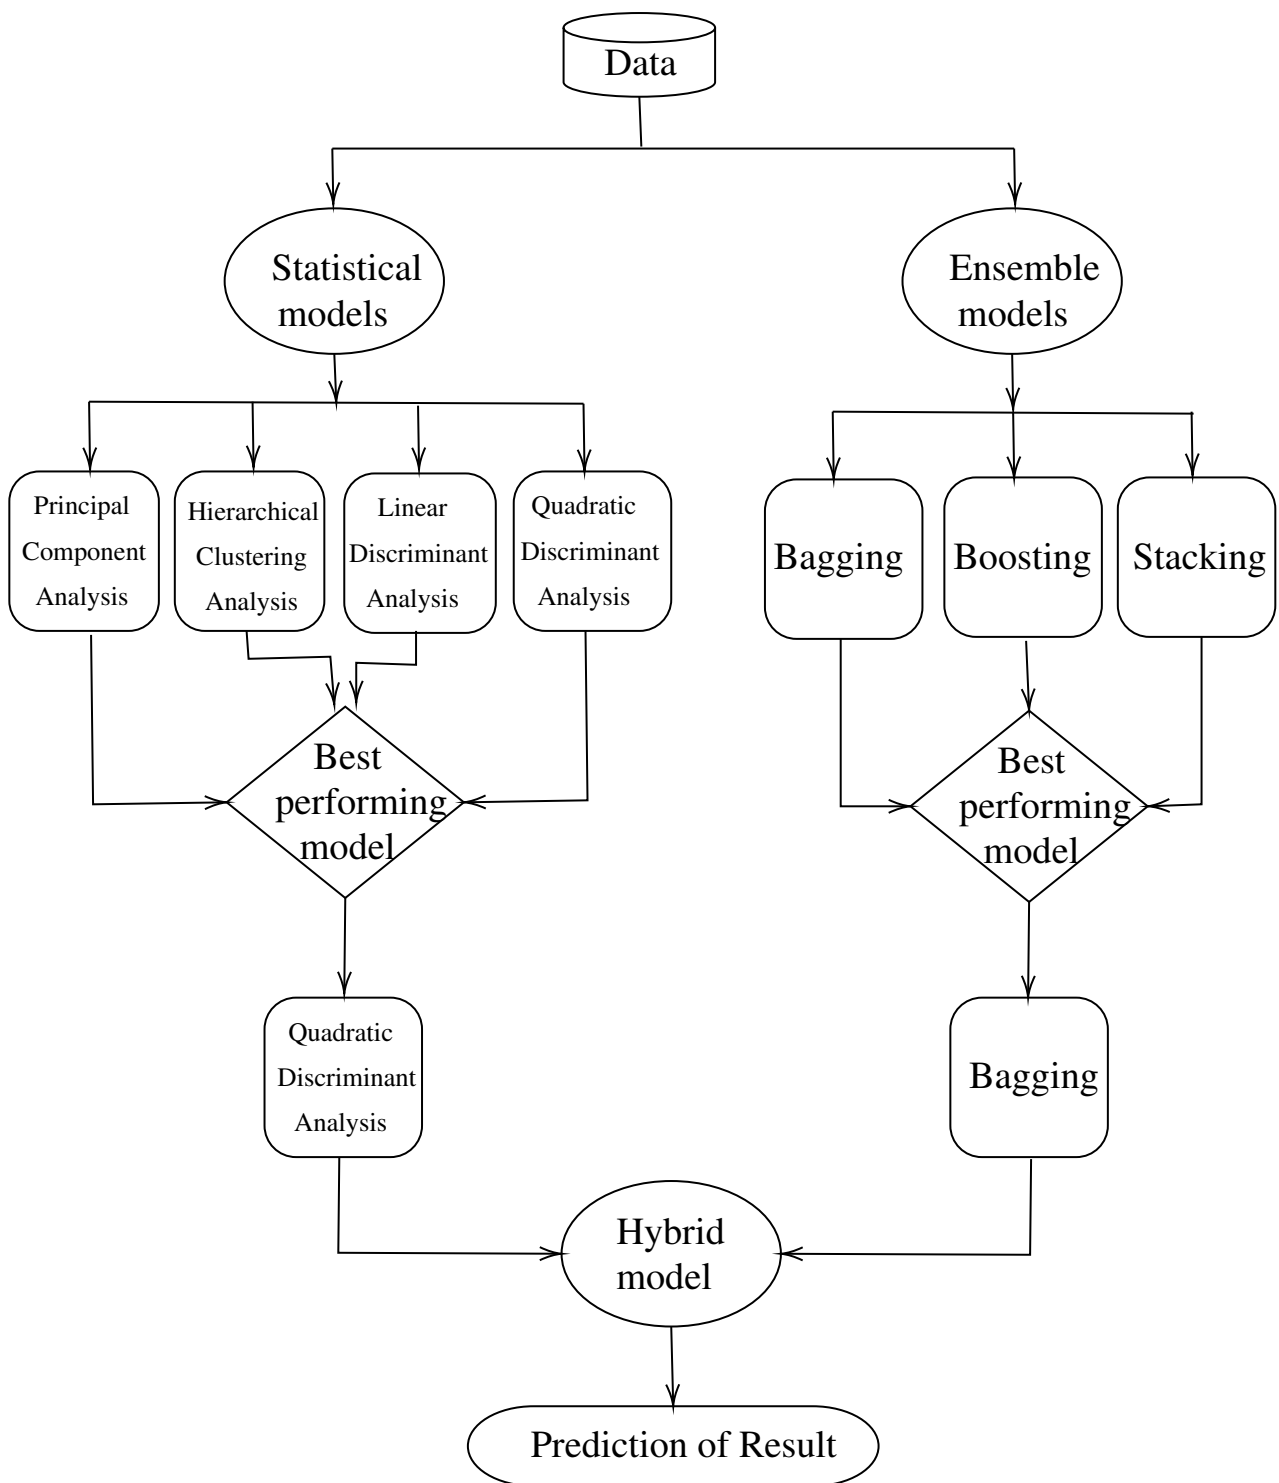 Data
Statistical
models
Ensemble
models
Principal
Component
Analysis
Hierarchical
Clustering
Analysis
Linear
Discriminant
Analysis
Quadratic
Discriminant
Analysis
Bagging
Boosting
Stacking
Best
performing
model
Best
performing
model
Quadratic
Discriminant
Analysis
Bagging
Hybrid
model
Prediction of Result